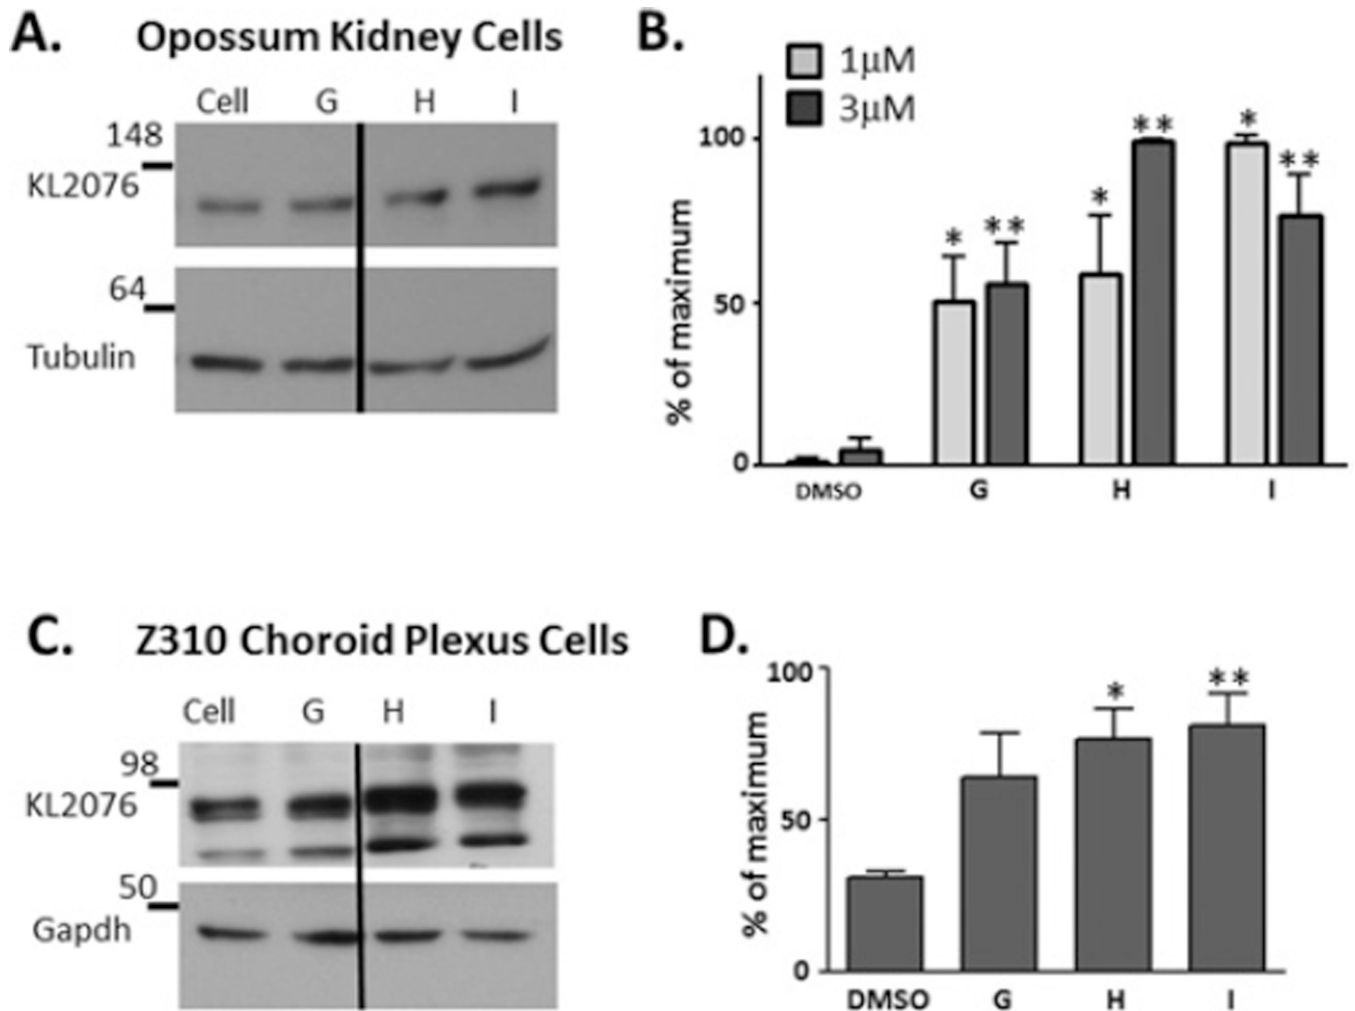 A. Opossum Kidney Cells
Cell G H I
148
KL2076
64
Tubulin
B.
1μM
3μM
% of maximum
100
50
0
* ** * ** * **
DMSO G H I
C. Z310 Choroid Plexus Cells
Cell G H I
98
KL2076
50
Gapdh
D.
% of maximum
100
50
0
* **
DMSO G H I